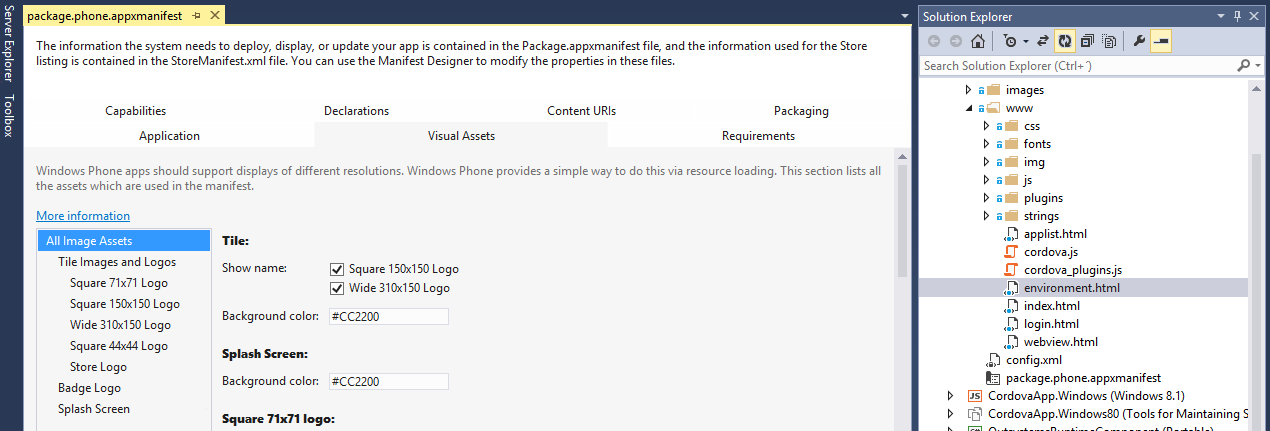 Server Explorer
Toolbox
package.phone.appxmanifest
The information the system needs to deploy, display, or update your app is contained in the Package.appxmanifest file, and the information used for the Store
listing is contained in the StoreManifest.xml file. You can use the Manifest Designer to modify the properties in these files.
Capabilities Declarations Content URIs Packaging
Application Visual Assets Requirements
Windows Phone apps should support displays of different resolutions. Windows Phone provides a simple way to do this via resource loading. This section lists all
the assets which are used in the manifest.
More information
All Image Assets
Tile Images and Logos
Square 71x71 Logo
Square 150x150 Logo
Wide 310x150 Logo
Square 44x44 Logo
Store Logo
Badge Logo
Splash Screen
Tile:
Show name: Square 150x150 Logo
Wide 310x150 Logo
Background color: #CC2200
Splash Screen:
Background color: #CC2200
Square 71x71 logo:
Solution Explorer
Search Solution Explorer (Ctrl+´)
images
www
css
fonts
img
js
plugins
strings
applist.html
cordova.js
cordova_plugins.js
environment.html
index.html
login.html
webview.html
config.xml
package.phone.appxmanifest
JS CordovaApp.Windows (Windows 8.1)
CordovaApp.Windows80 (Tools for Maintaining S
OutsystemsRuntimeComponent (Portable)